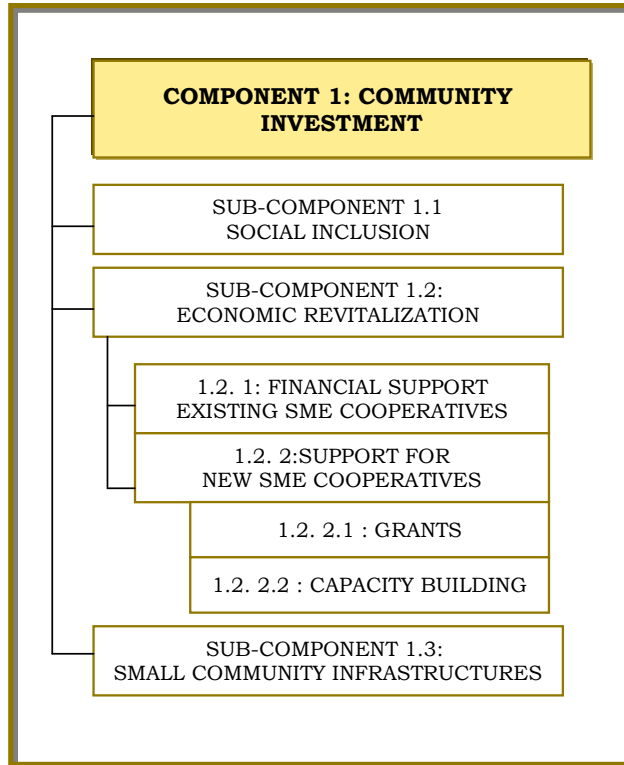 COMPONENT 1: COMMUNITY
INVESTMENT
SUB-COMPONENT 1.1
SOCIAL INCLUSION
SUB-COMPONENT 1.2:
ECONOMIC REVITALIZATION
1.2. 1: FINANCIAL SUPPORT
EXISTING SME COOPERATIVES
1.2. 2:SUPPORT FOR
NEW SME COOPERATIVES
1.2. 2.1 : GRANTS
1.2. 2.2 : CAPACITY BUILDING
SUB-COMPONENT 1.3:
SMALL COMMUNITY INFRASTRUCTURES